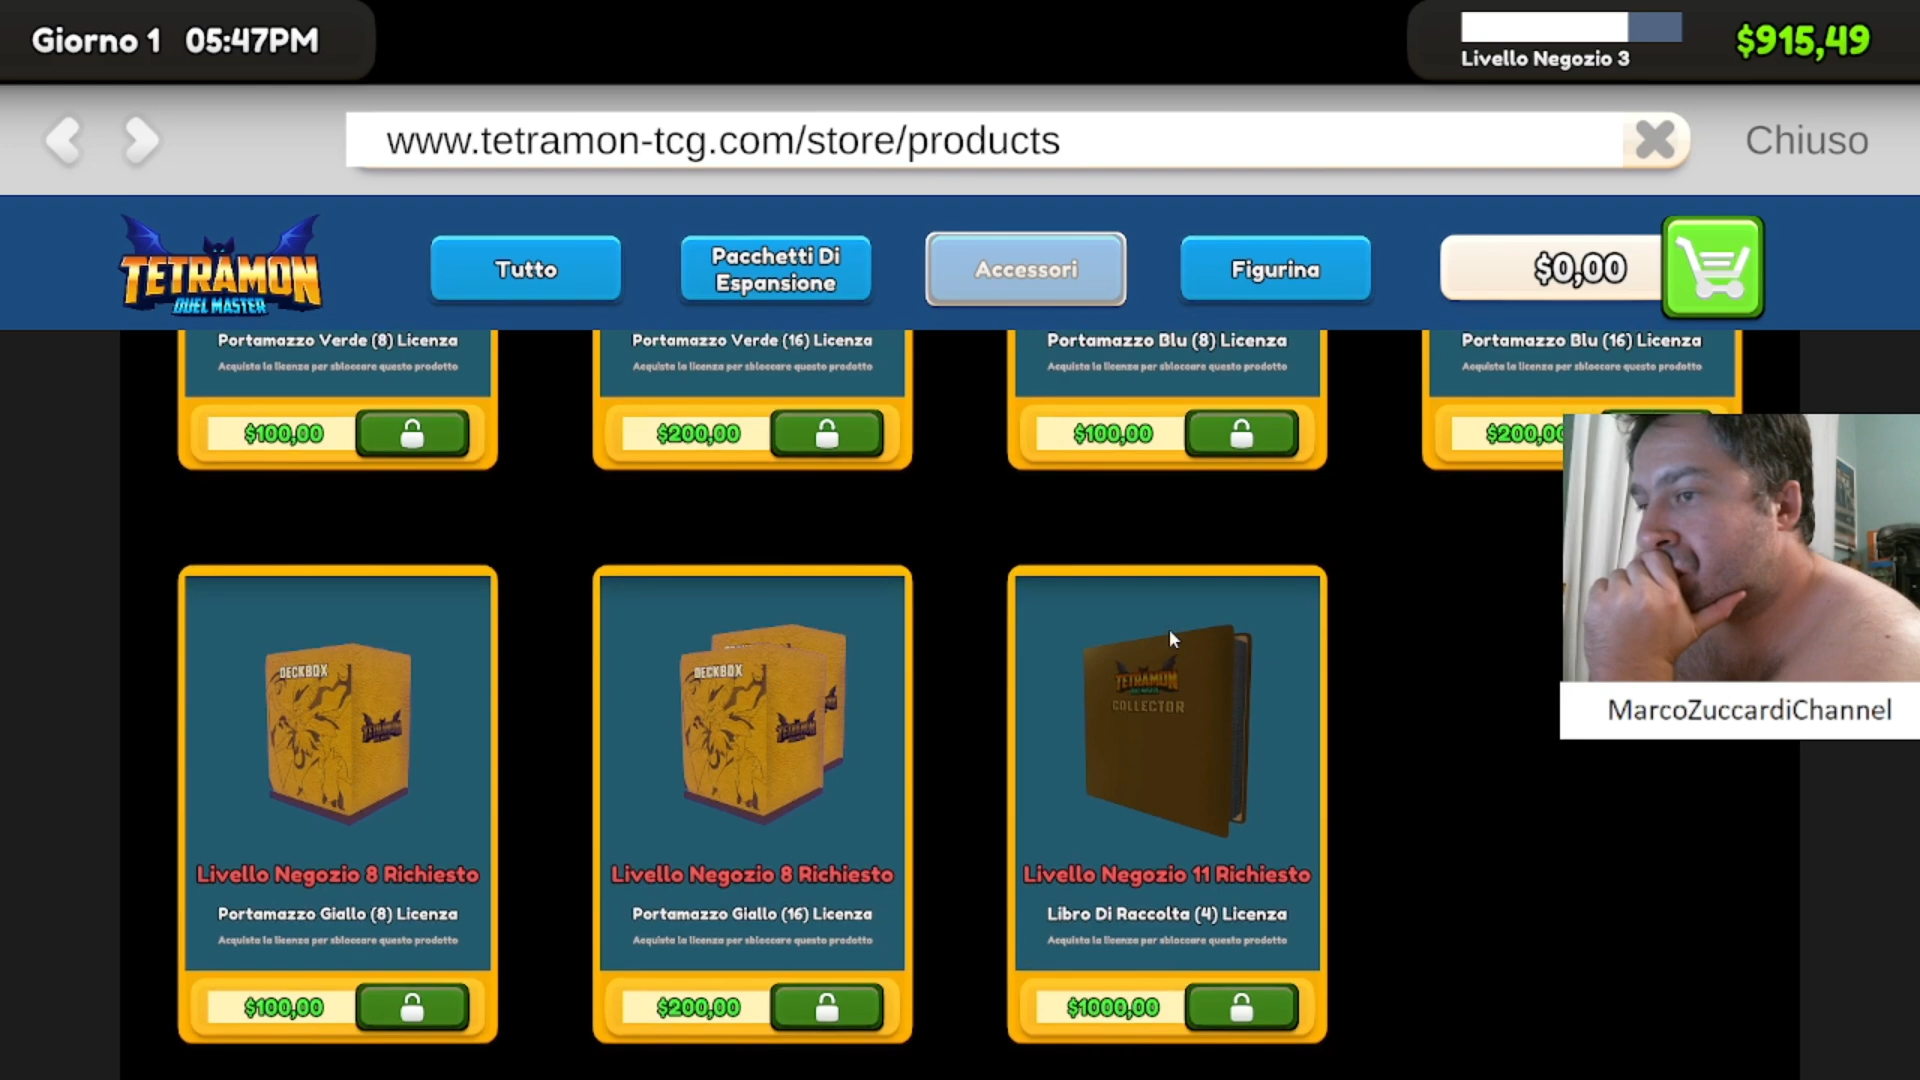 Giorno 1 05:47PM
Livello Negozio 3
$915,49
www.tetramon-tcg.com/store/products
Chiuso
TETRAMON
DUEL MASTER
Tutto
Pacchetti Di
Espansione
Accessori
Figurina
$0,00
Portamazzo Verde (8) Licenza
Acquista la licenza per sbloccare questo prodotto
$100,00
Portamazzo Verde (16) Licenza
Acquista la licenza per sbloccare questo prodotto
$200,00
Portamazzo Blu (8) Licenza
Acquista la licenza per sbloccare questo prodotto
$100,00
Portamazzo Blu (16) Licenza
Acquista la licenza per sbloccare questo prodotto
$200,00
DECKBOX
TETRAMON
Livello Negozio 8 Richiesto
Portamazzo Giallo (8) Licenza
Acquista la licenza per sbloccare questo prodotto
$100,00
DECKBOX
TETRAMON
Livello Negozio 8 Richiesto
Portamazzo Giallo (16) Licenza
Acquista la licenza per sbloccare questo prodotto
$200,00
TETRAMON
COLLECTOR
Livello Negozio 11 Richiesto
Libro Di Raccolta (4) Licenza
Acquista la licenza per sbloccare questo prodotto
$1000,00
MarcoZuccardiChannel